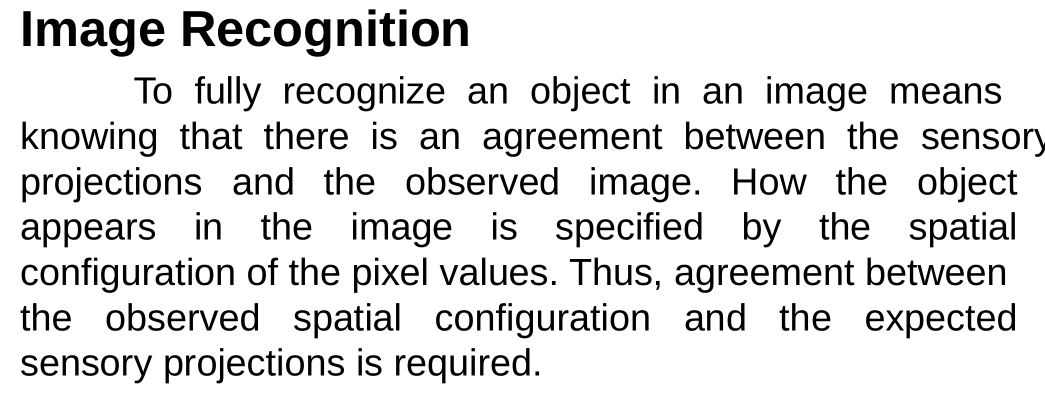 Image Recognition
To fully recognize an object in an image means
knowing that there is an agreement between the sensory
projections and the observed image. How the object
appears in the image is specified by the spatial
configuration of the pixel values. Thus, agreement between
the observed spatial configuration and the expected
sensory projections is required.